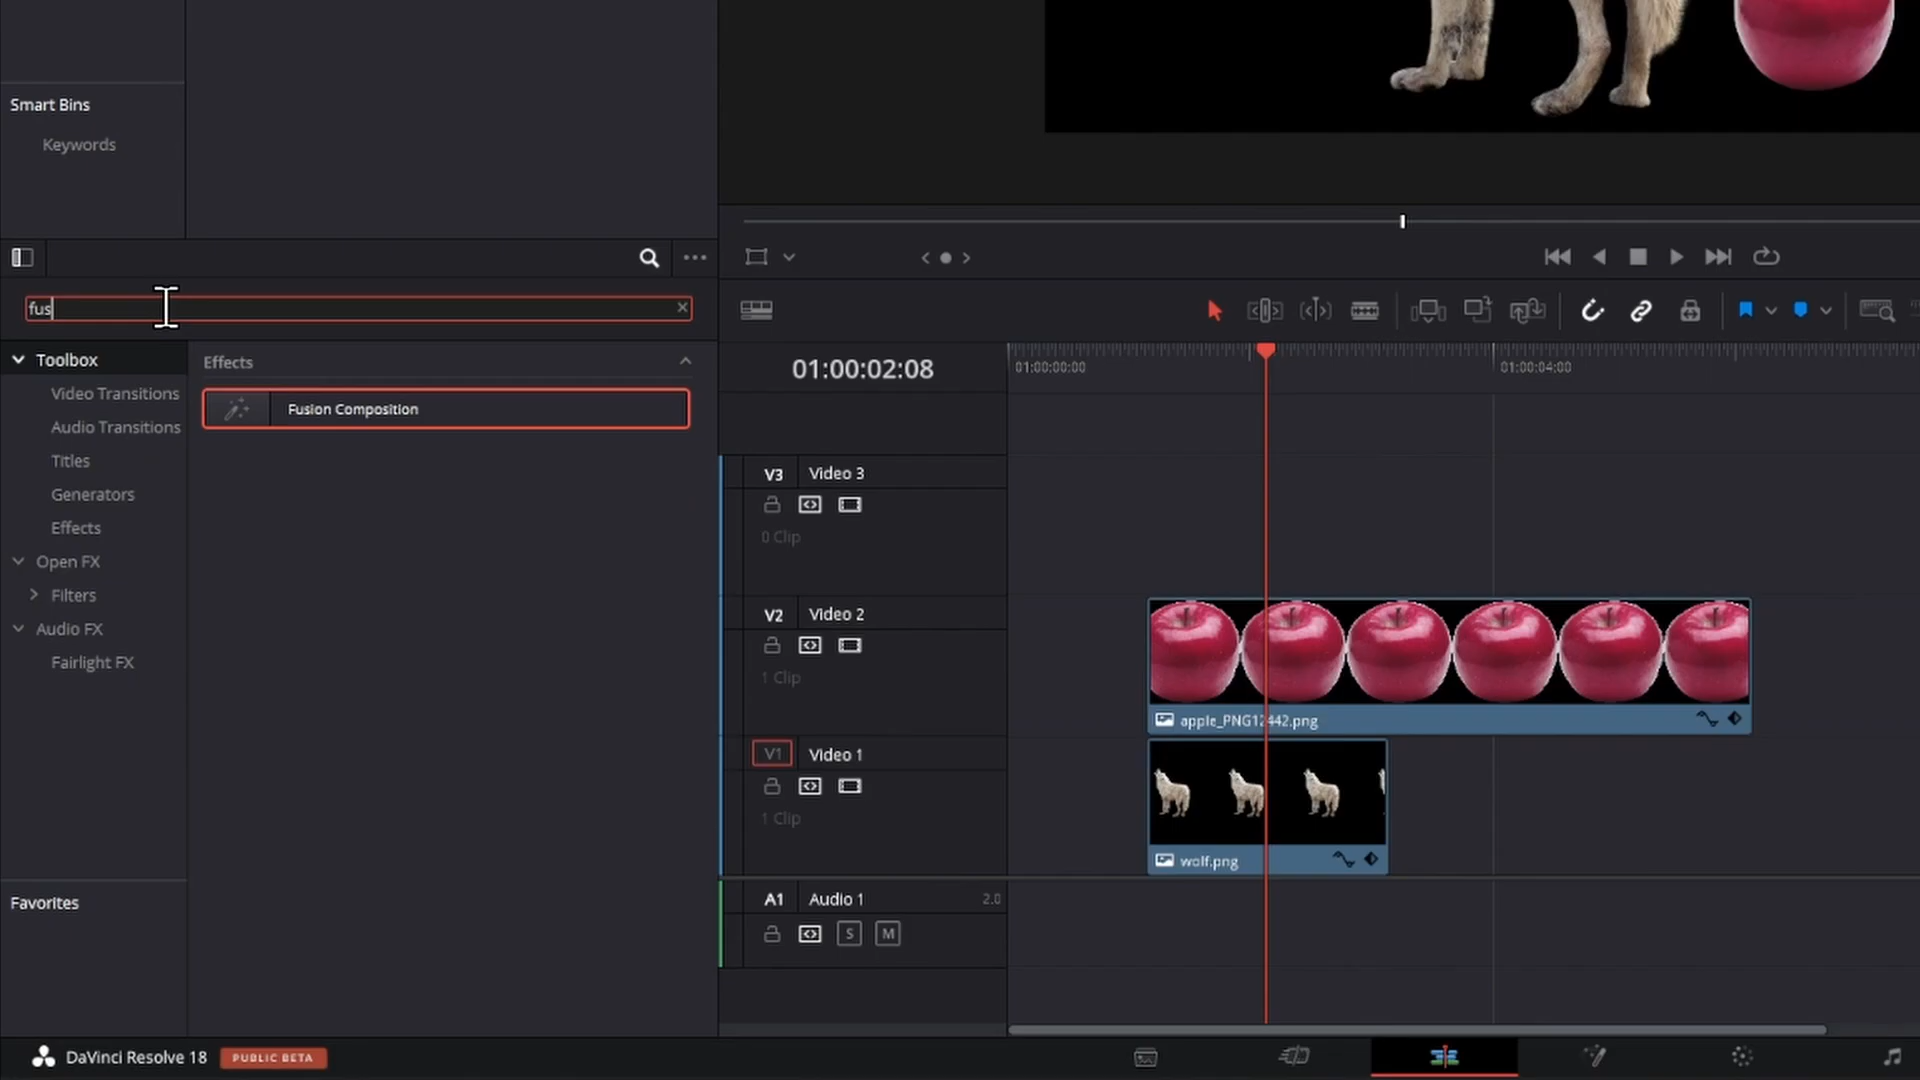 Smart Bins
Keywords
fus
Toolbox
Video Transitions
Audio Transitions
Titles
Generators
Effects
Open FX
Filters
Audio FX
Fairlight FX
Favorites
Effects
Fusion Composition
01:00:02:08
01:00:00:00
01:00:04:00
V3 Video 3
0 Clip
V2 Video 2
1 Clip
apple_PNG12442.png
V1 Video 1
1 Clip
wolf.png
A1 Audio 1 2.0
S M
DaVinci Resolve 18 PUBLIC BETA